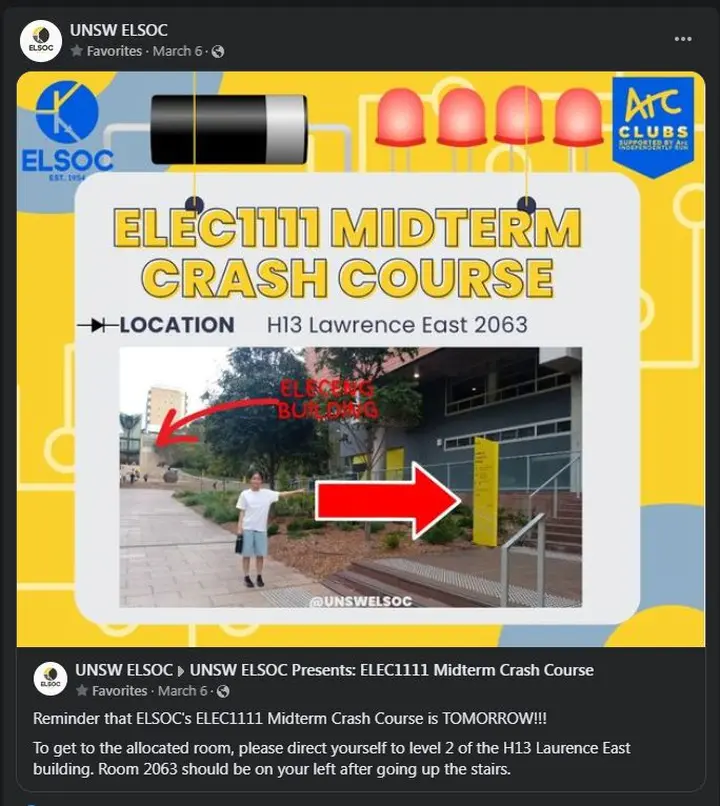 UNSW ELSOC
Favorites · March 6 ·
ELSOC
ELSOC
EST. 1954
ArC
CLUBS
SUPPORTED BY Arc
INDEPENDENTLY RUN
ELEC1111 MIDTERM
CRASH COURSE
LOCATION H13 Lawrence East 2063
ELECENG
BUILDING
@UNSWELSOC
ELSOC
UNSW ELSOC ▸ UNSW ELSOC Presents: ELEC1111 Midterm Crash Course
Favorites · March 6 ·
Reminder that ELSOC's ELEC1111 Midterm Crash Course is TOMORROW!!!
To get to the allocated room, please direct yourself to level 2 of the H13 Laurence East
building. Room 2063 should be on your left after going up the stairs.